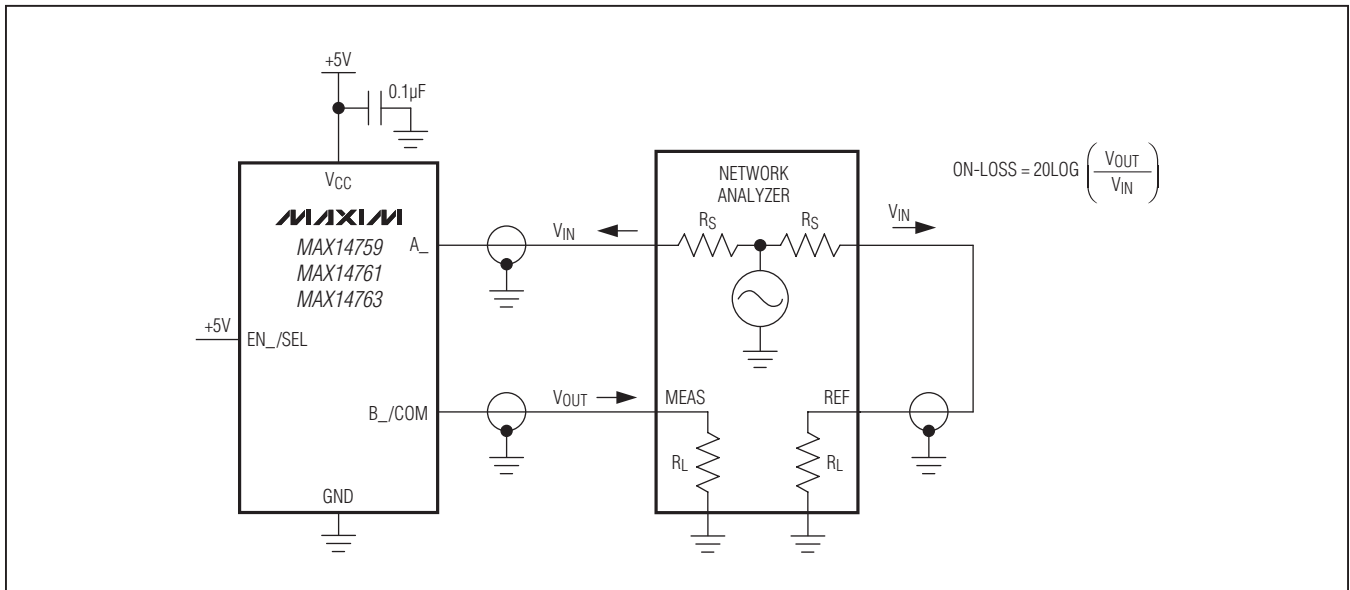 +5V
0.1µF
VCC
MAXIM
MAX14759
MAX14761
MAX14763
A_
+5V
EN_/SEL
B_/COM
GND
VIN
VOUT
NETWORK
ANALYZER
RS RS
MEAS REF
RL RL
VIN
ON-LOSS = 20LOG (VOUT / VIN)